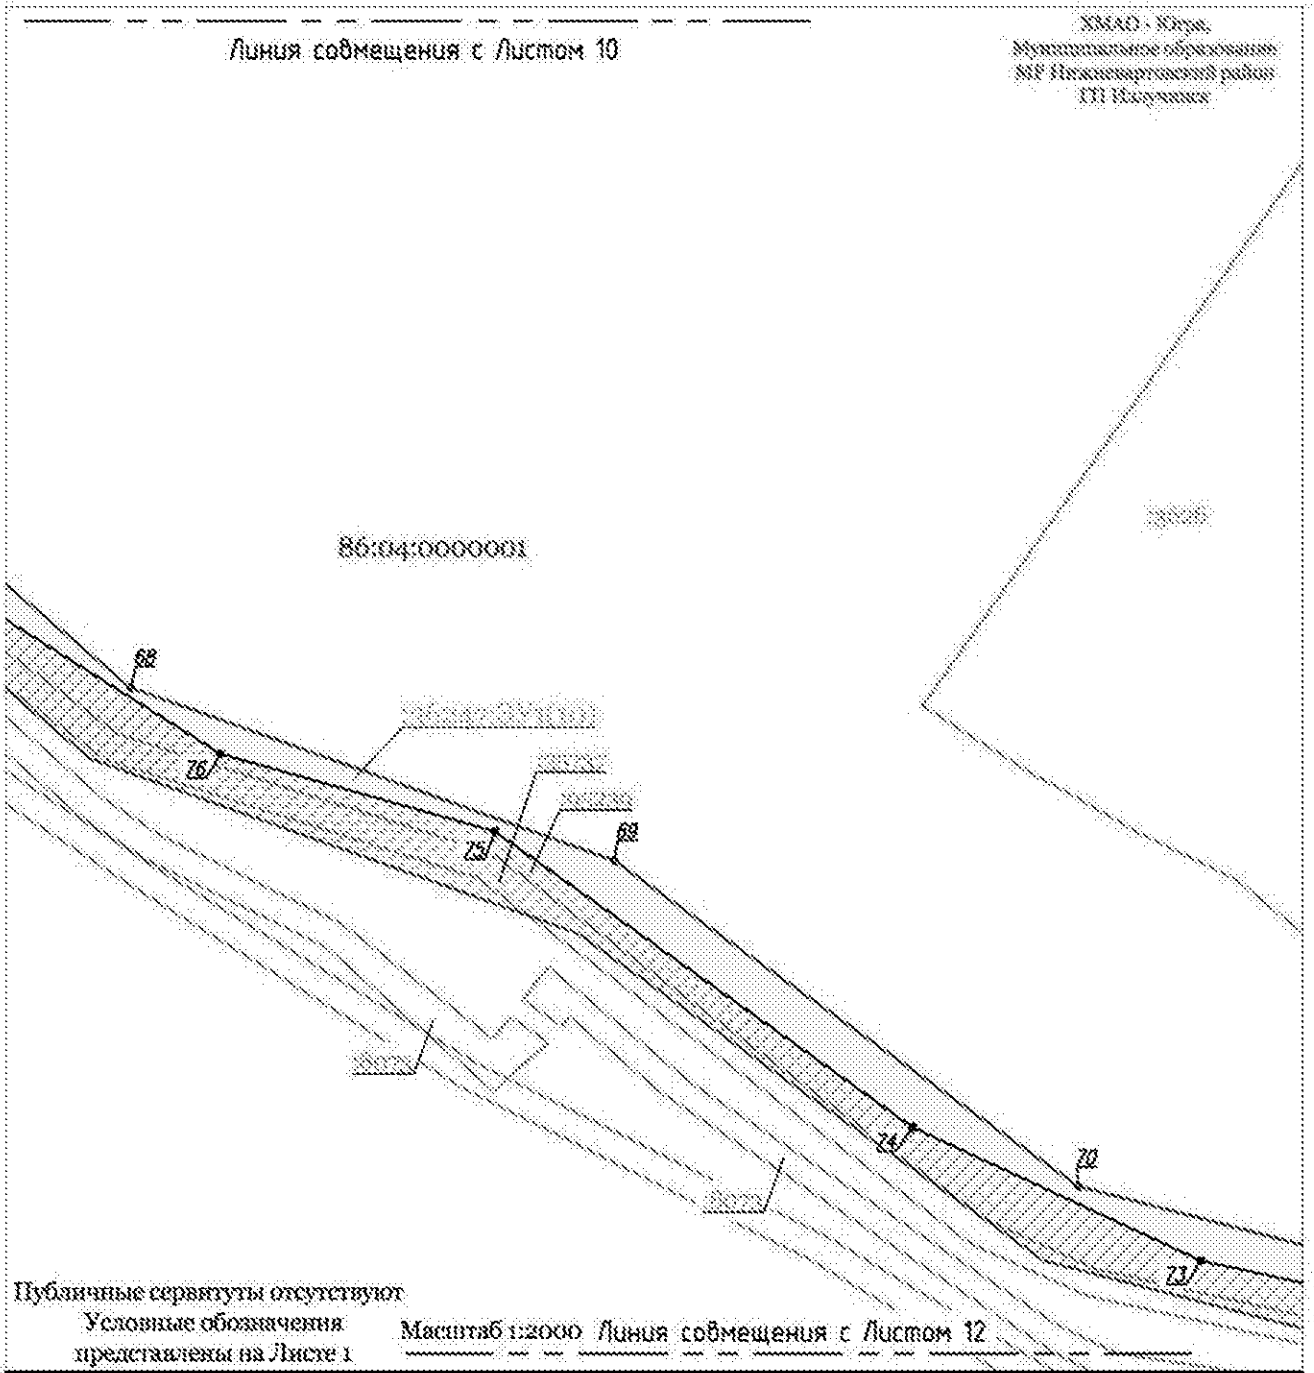 Линия совмещения с Листом 10
ХМАО - Югра,
Муниципальное образование
МР Нижневартовский район
ГП Излучинск
86:04:0000001
68
76
75
69
74
70
73
Публичные сервитуты отсутствуют
Условные обозначения
представлены на Листе 1
Масштаб 1:2000 Линия совмещения с Листом 12